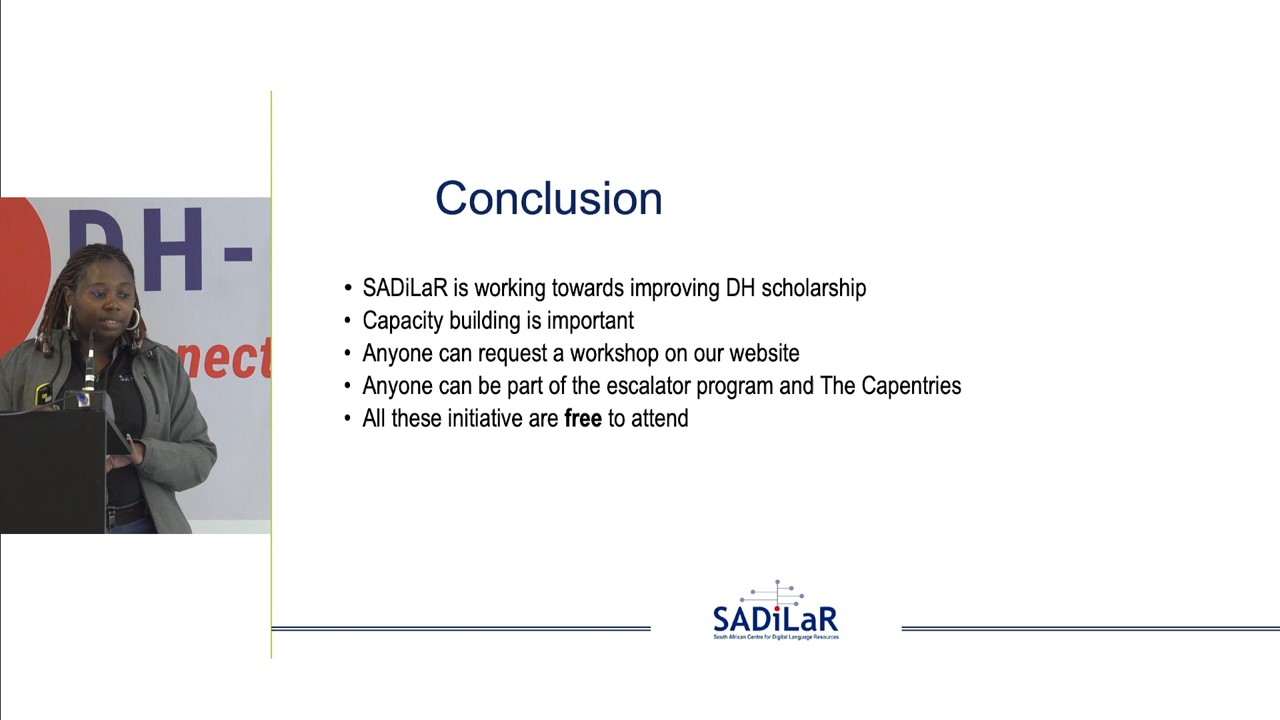 DH-
nect
Conclusion
• SADiLaR is working towards improving DH scholarship
• Capacity building is important
• Anyone can request a workshop on our website
• Anyone can be part of the escalator program and The Capentries
• All these initiative are free to attend
SADiLaR
South African Centre for Digital Language Resources